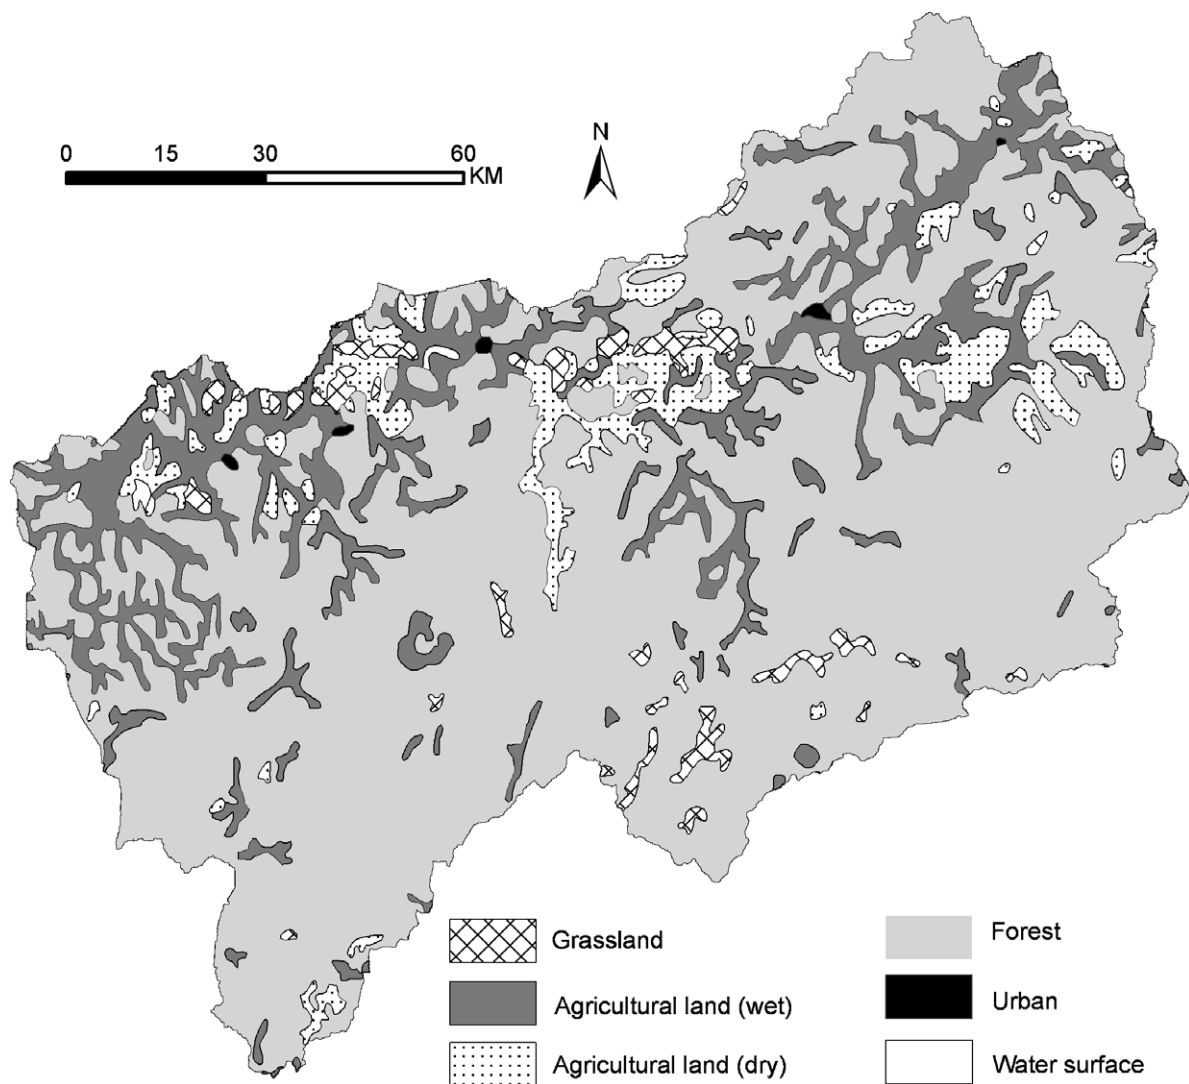 N
0 15 30 60
KM
Grassland
Forest
Agricultural land (wet)
Urban
Agricultural land (dry)
Water surface